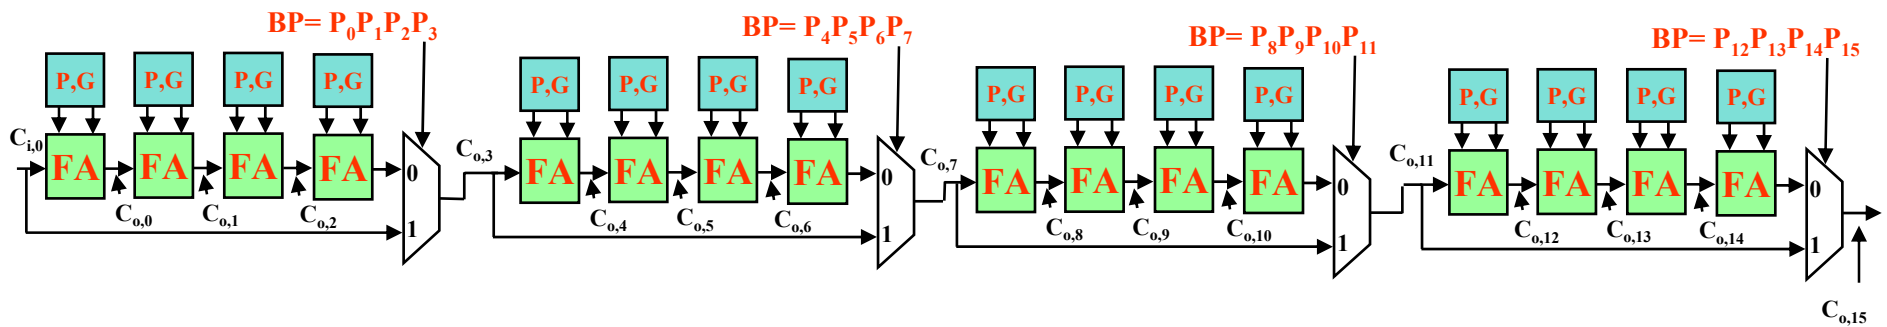 BP= P0P1P2P3
BP= P4P5P6P7
BP= P8P9P10P11
BP= P12P13P14P15
P,G P,G P,G P,G P,G P,G P,G P,G P,G P,G P,G P,G P,G P,G P,G P,G
Ci,0 Co,3 Co,7 Co,11
FA FA FA FA 0 FA FA FA FA 0 FA FA FA FA 0 FA FA FA FA 0
Co,0 Co,1 Co,2 Co,4 Co,5 Co,6 Co,8 Co,9 Co,10 Co,12 Co,13 Co,14
1 1 1 1
Co,15